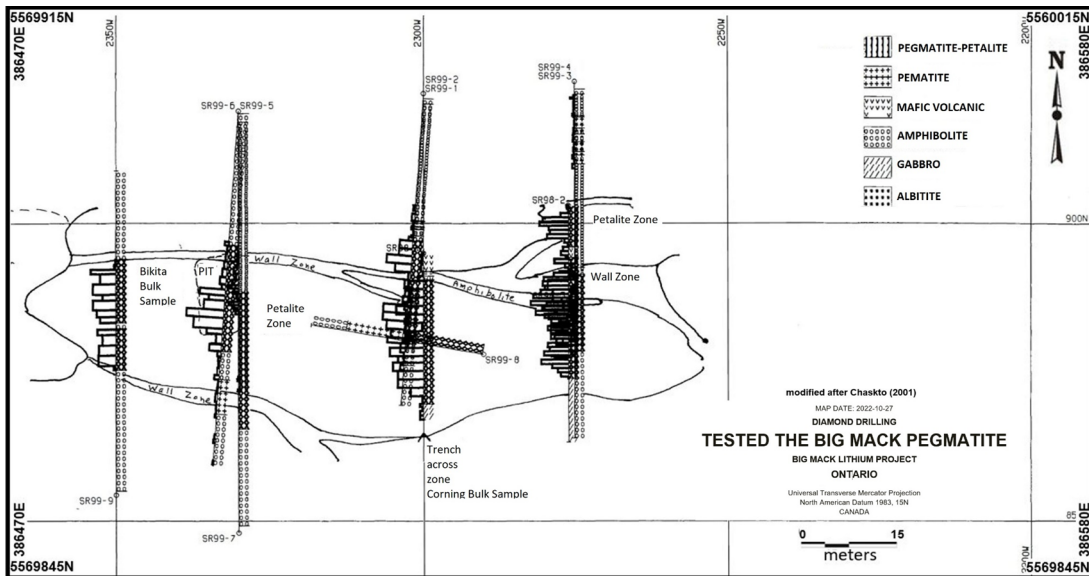 5569915N
5560015N
386470E
386580E
2350W
2300W
2250W
2200W
SR99-4
SR99-3
SR99-2
SR99-1
SR99-6
SR99-5
PEGMATITE-PETALITE
PEMATITE
MAFIC VOLCANIC
AMPHIBOLITE
GABBRO
ALBITITE
N
SR98-2
Petalite Zone
900N
Wall Zone
Wall Zone
Bikita
Bulk
Sample
PIT
Amphibolite
Petalite
Zone
SR99-8
Wall Zone
Trench
across
zone
Corning Bulk Sample
SR99-9
SR99-7
modified after Chaskto (2001)
MAP DATE: 2022-10-27
DIAMOND DRILLING
TESTED THE BIG MACK PEGMATITE
BIG MACK LITHIUM PROJECT
ONTARIO
Universal Transverse Mercator Projection
North American Datum 1983, 15N
CANADA
0 15
meters
85
386470E
386580E
5569845N
5569845N